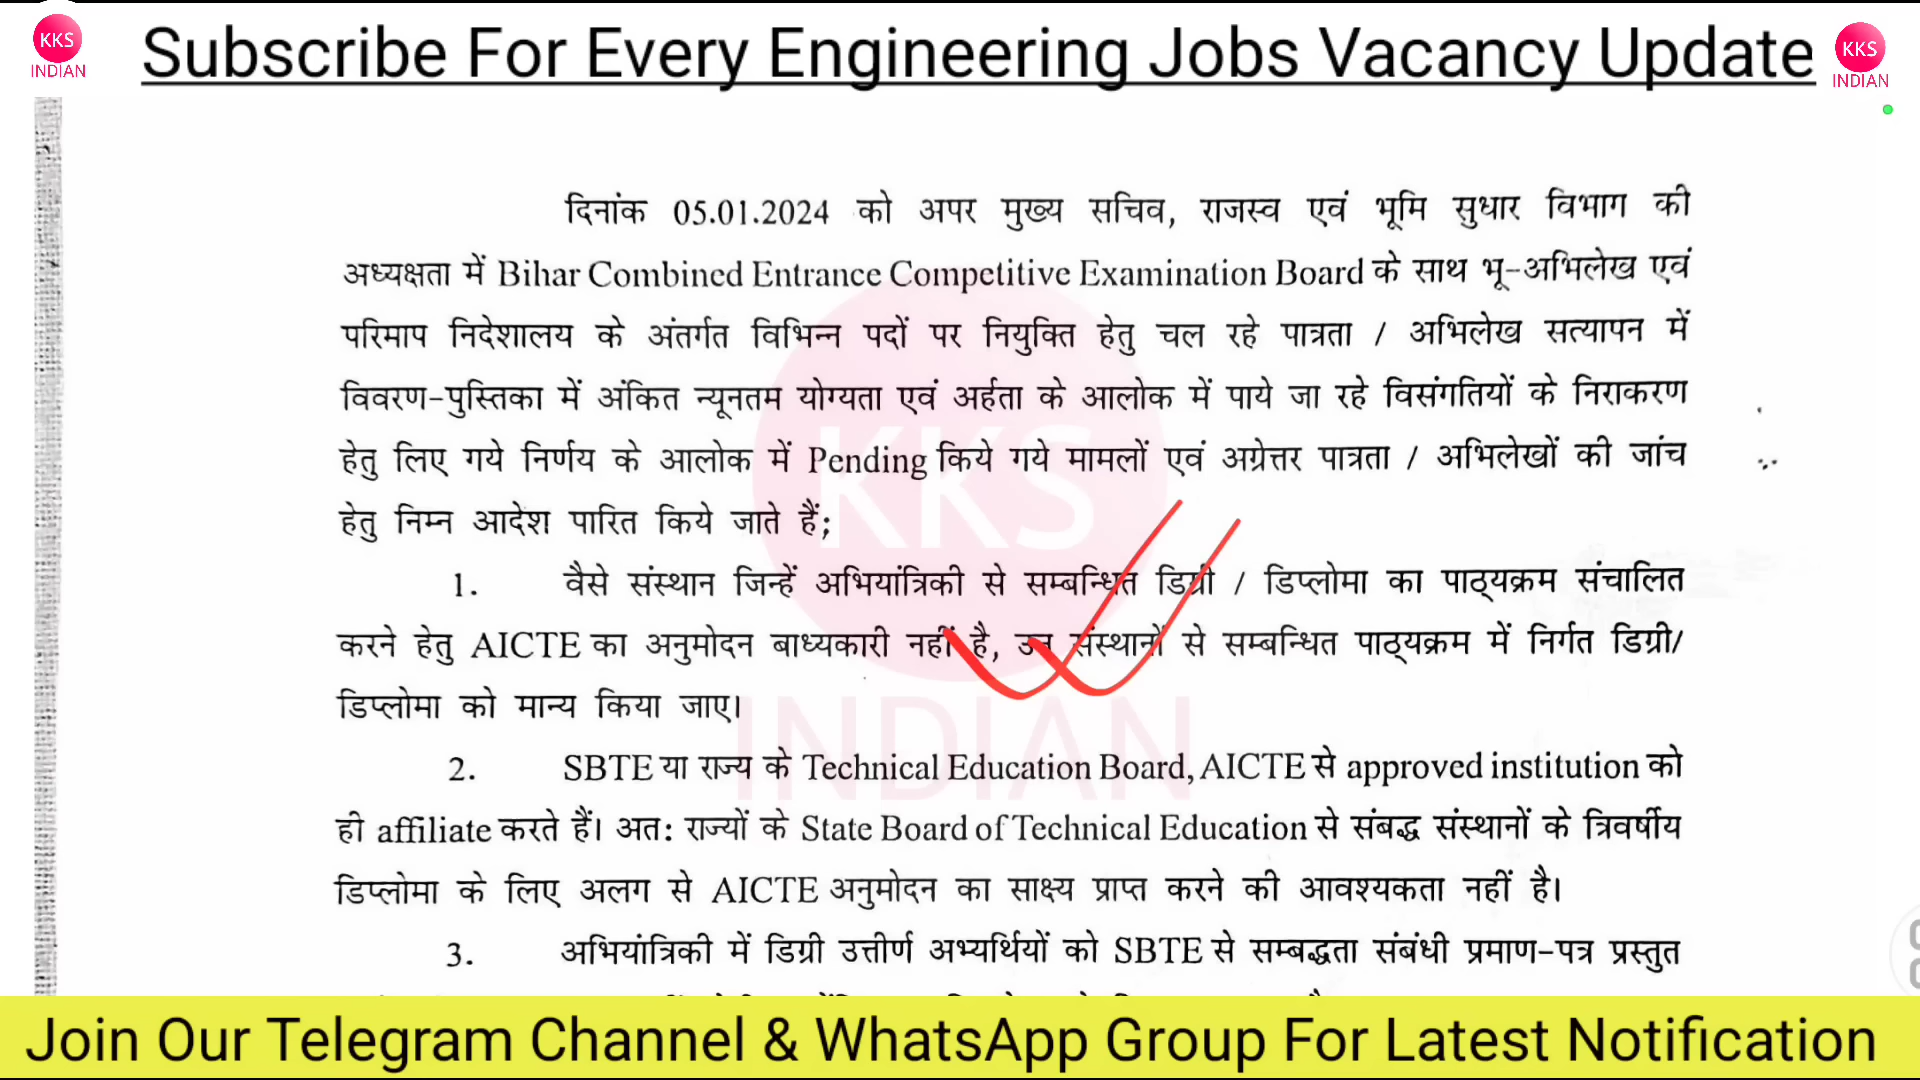 KKS
INDIAN
Subscribe For Every Engineering Jobs Vacancy Update
KKS
INDIAN
दिनांक 05.01.2024 को अपर मुख्य सचिव, राजस्व एवं भूमि सुधार विभाग की
अध्यक्षता में Bihar Combined Entrance Competitive Examination Board के साथ भू-अभिलेख एवं
परिमाप निदेशालय के अंतर्गत विभिन्न पदों पर नियुक्ति हेतु चल रहे पात्रता / अभिलेख सत्यापन में
विवरण-पुस्तिका में अंकित न्यूनतम योग्यता एवं अर्हता के आलोक में पाये जा रहे विसंगतियों के निराकरण
हेतु लिए गये निर्णय के आलोक में Pending किये गये मामलों एवं अग्रेत्तर पात्रता / अभिलेखों की जांच
हेतु निम्न आदेश पारित किये जाते हैं;
1. वैसे संस्थान जिन्हें अभियांत्रिकी से सम्बन्धित डिग्री / डिप्लोमा का पाठ्यक्रम संचालित
करने हेतु AICTE का अनुमोदन बाध्यकारी नहीं है, उन संस्थानों से सम्बन्धित पाठ्यक्रम में निर्गत डिग्री/
डिप्लोमा को मान्य किया जाए।
2. SBTE या राज्य के Technical Education Board, AICTE से approved institution को
ही affiliate करते हैं। अत: राज्यों के State Board of Technical Education से संबद्ध संस्थानों के त्रिवर्षीय
डिप्लोमा के लिए अलग से AICTE अनुमोदन का साक्ष्य प्राप्त करने की आवश्यकता नहीं है।
3. अभियांत्रिकी में डिग्री उत्तीर्ण अभ्यर्थियों को SBTE से सम्बद्धता संबंधी प्रमाण-पत्र प्रस्तुत
KKS
INDIAN
Join Our Telegram Channel & WhatsApp Group For Latest Notification